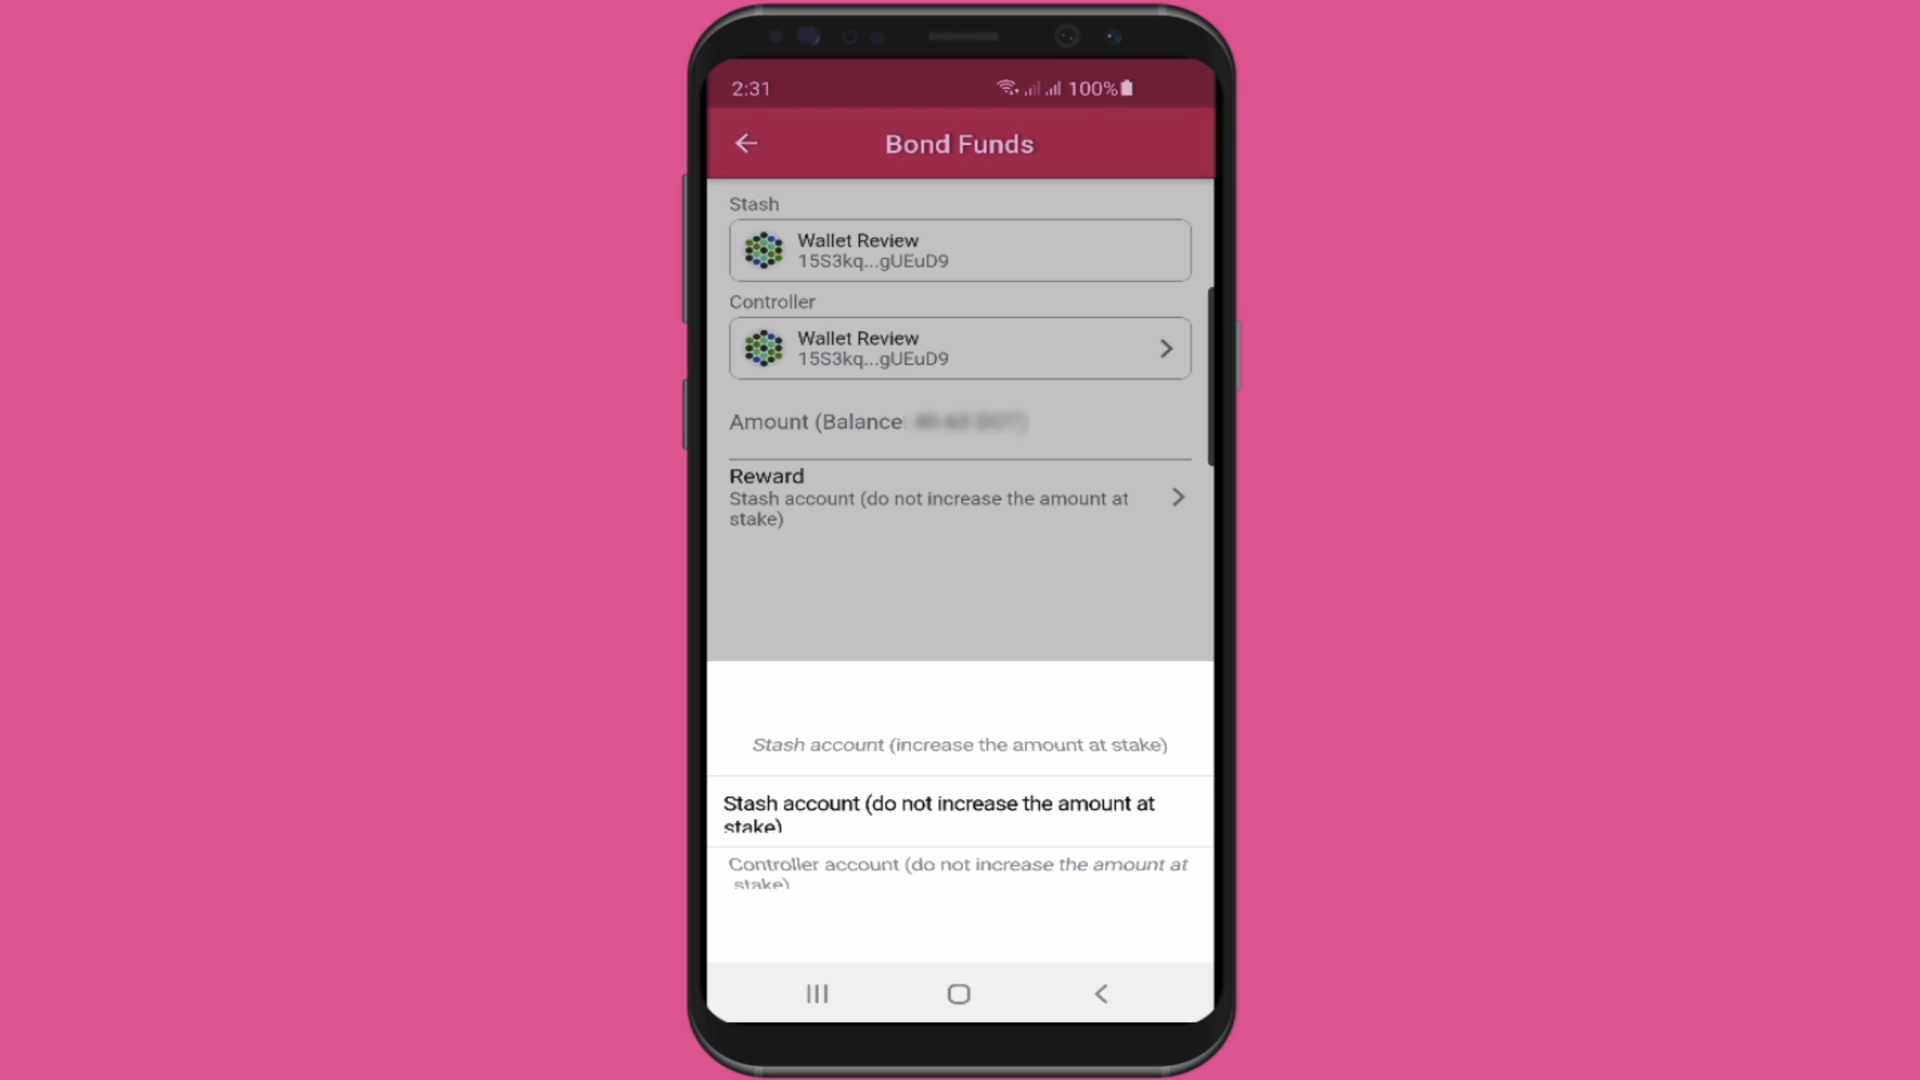 2:31
100%
Bond Funds
Stash
Wallet Review
15S3kq...gUEuD9
Controller
Wallet Review
15S3kq...gUEuD9
Amount (Balance:
Reward
Stash account (do not increase the amount at
stake)
Stash account (increase the amount at stake)
Stash account (do not increase the amount at
stake)
Controller account (do not increase the amount at
stake)